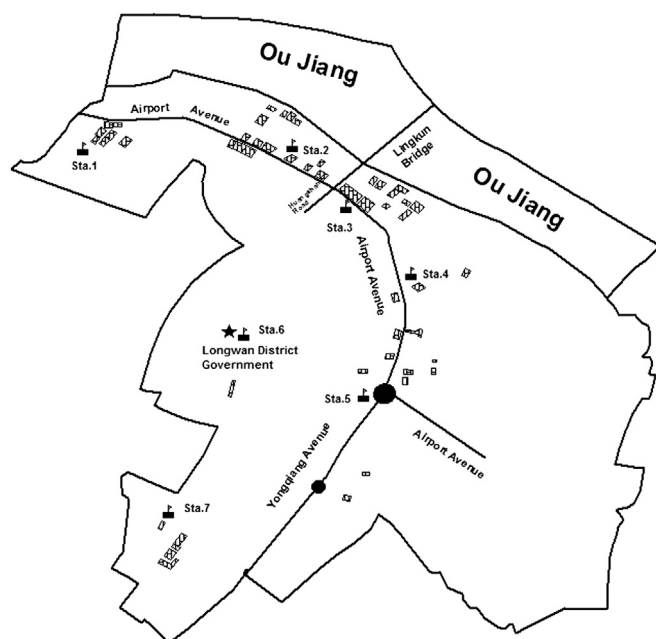 Ou Jiang
Airport Avenue
Sta.1
Sta.2
Lingkun
Bridge
Ou Jiang
Road
Sta.3
Airport Avenue
Sta.4
Sta.6
Longwan District
Government
Sta.5
Airport Avenue
Yongqiang Avenue
Sta.7